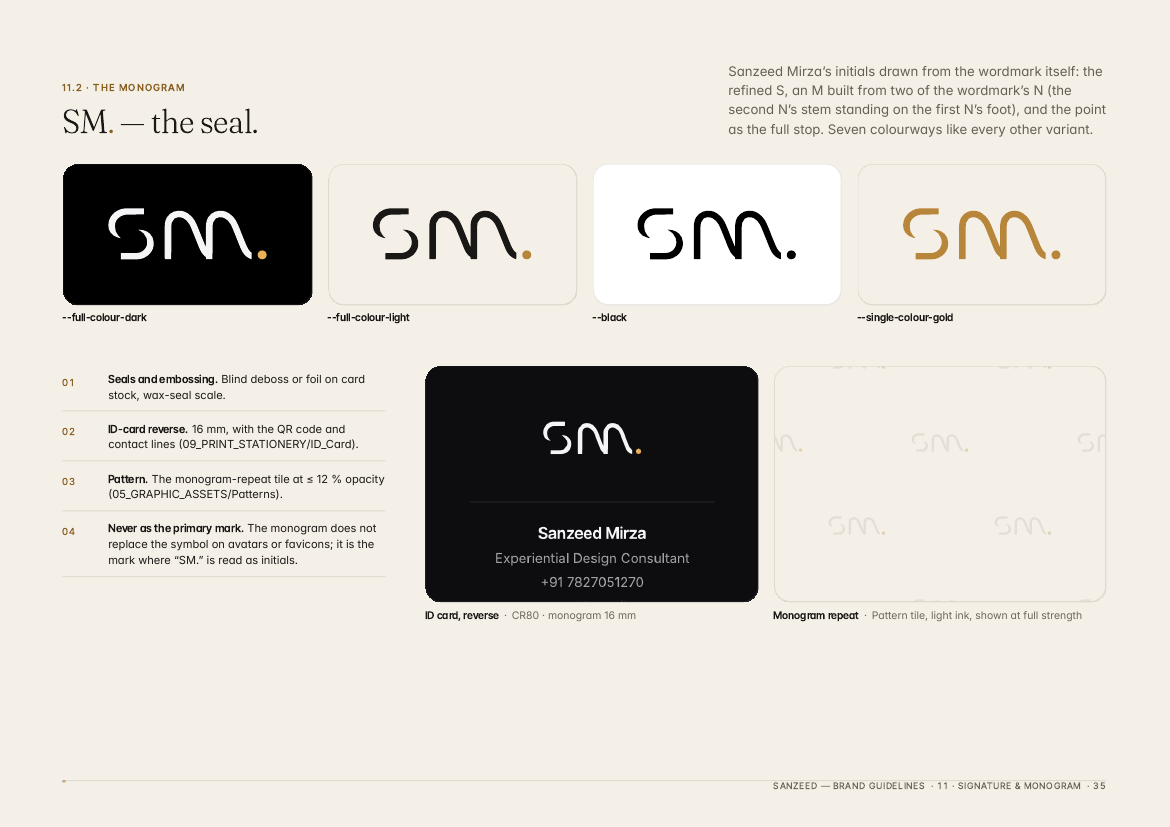 11.2 · THE MONOGRAM
SM. — the seal.
Sanzeed Mirza’s initials drawn from the wordmark itself: the
refined S, an M built from two of the wordmark’s N (the
second N’s stem standing on the first N’s foot), and the point
as the full stop. Seven colourways like every other variant.
SM.
SM.
SM.
SM.
--full-colour-dark
--full-colour-light
--black
--single-colour-gold
01
Seals and embossing. Blind deboss or foil on card
stock, wax-seal scale.
02
ID-card reverse. 16 mm, with the QR code and
contact lines (09_PRINT_STATIONERY/ID_Card).
03
Pattern. The monogram-repeat tile at ≤ 12 % opacity
(05_GRAPHIC_ASSETS/Patterns).
04
Never as the primary mark. The monogram does not
replace the symbol on avatars or favicons; it is the
mark where “SM.” is read as initials.
SM.
Sanzeed Mirza
Experiential Design Consultant
+91 7827051270
ID card, reverse · CR80 · monogram 16 mm
SM.
SM.
SM.
Monogram repeat · Pattern tile, light ink, shown at full strength
SANZEED — BRAND GUIDELINES · 11 · SIGNATURE & MONOGRAM · 35